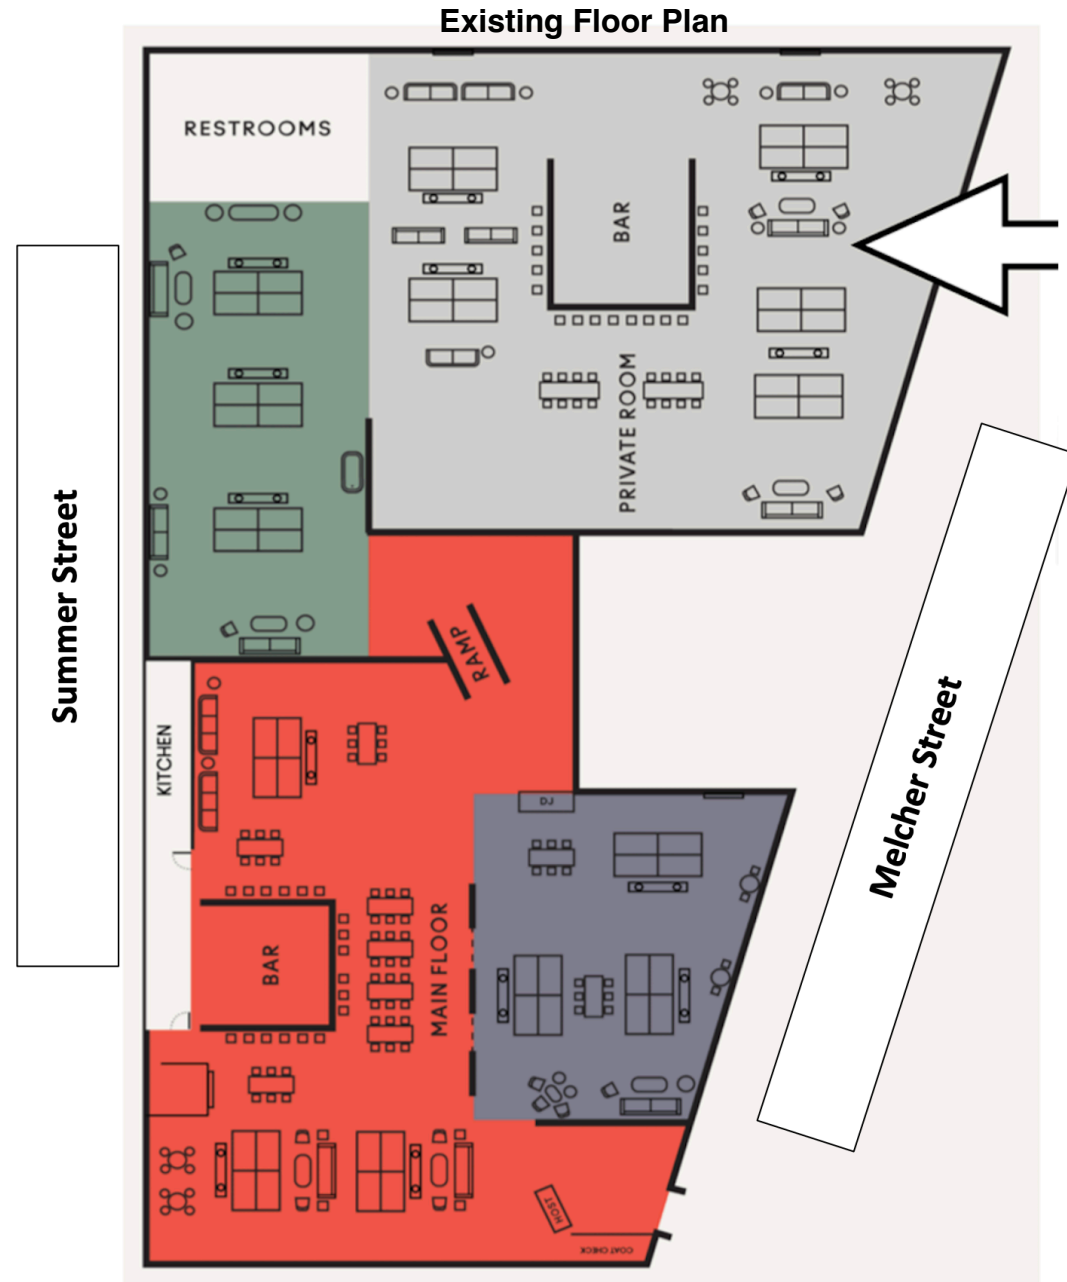 Existing Floor Plan
RESTROOMS
BAR
PRIVATE ROOM
Summer Street
RAMP
KITCHEN
Melcher Street
DJ
MAIN FLOOR
BAR
HOST
COAT CHECK